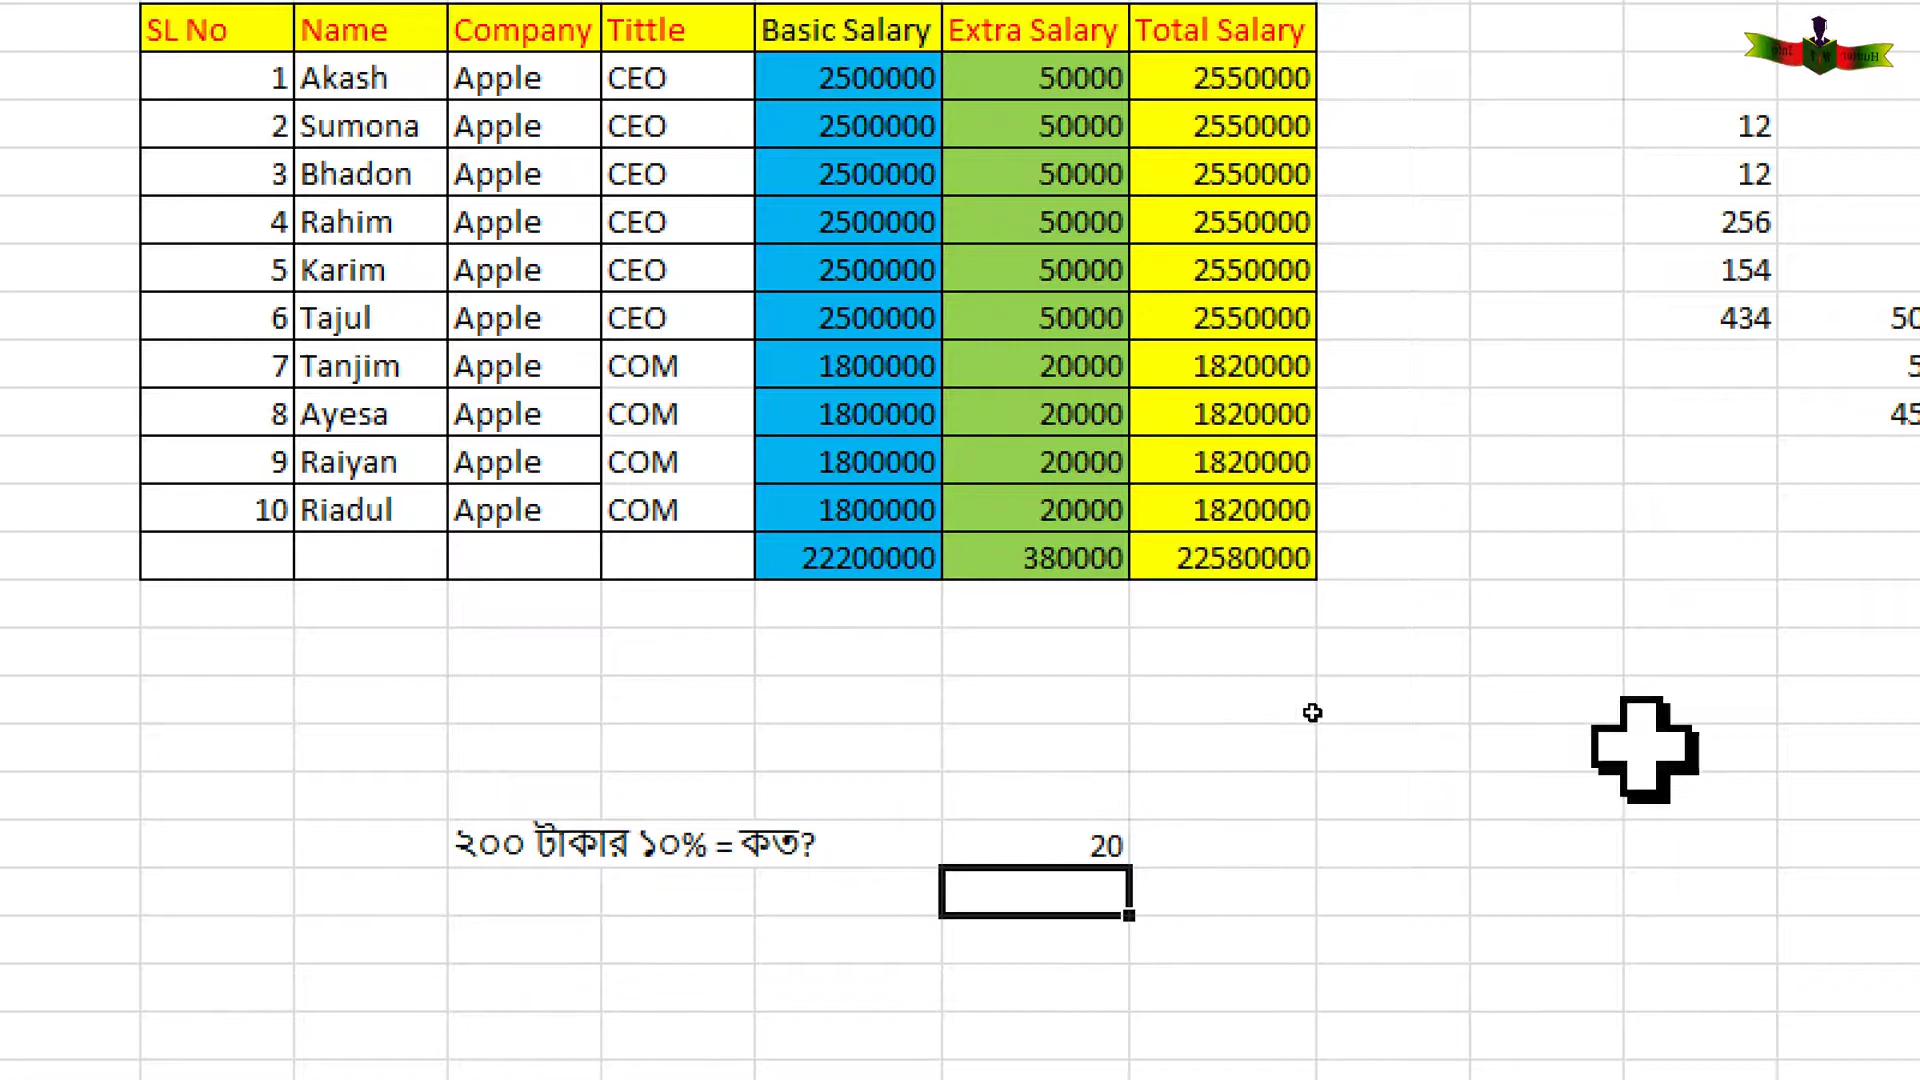 SL No Name Company Tittle Basic Salary Extra Salary Total Salary
1 Akash Apple CEO 2500000 50000 2550000
2 Sumona Apple CEO 2500000 50000 2550000 12
3 Bhadon Apple CEO 2500000 50000 2550000 12
4 Rahim Apple CEO 2500000 50000 2550000 256
5 Karim Apple CEO 2500000 50000 2550000 154
6 Tajul Apple CEO 2500000 50000 2550000 434 50
7 Tanjim Apple COM 1800000 20000 1820000 5
8 Ayesa Apple COM 1800000 20000 1820000 45
9 Raiyan Apple COM 1800000 20000 1820000
10 Riadul Apple COM 1800000 20000 1820000
22200000 380000 22580000
২০০ টাকার ১০% = কত? 20